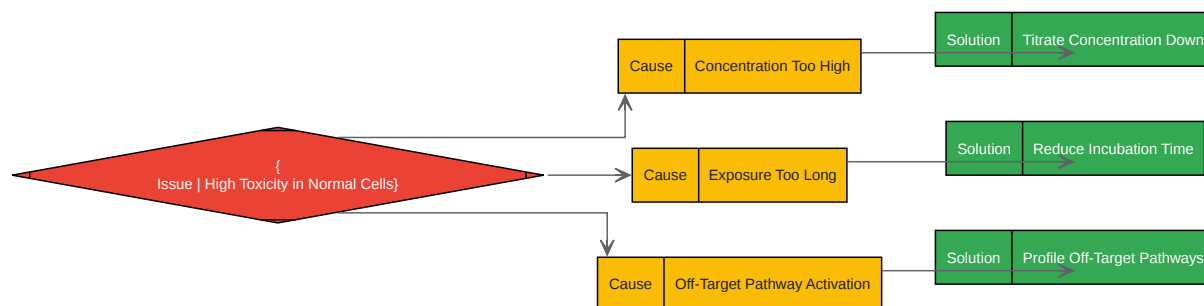 {
Issue | High Toxicity in Normal Cells}
Cause
Concentration Too High
Solution
Titrate Concentration Down
Cause
Exposure Too Long
Solution
Reduce Incubation Time
Cause
Off-Target Pathway Activation
Solution
Profile Off-Target Pathways